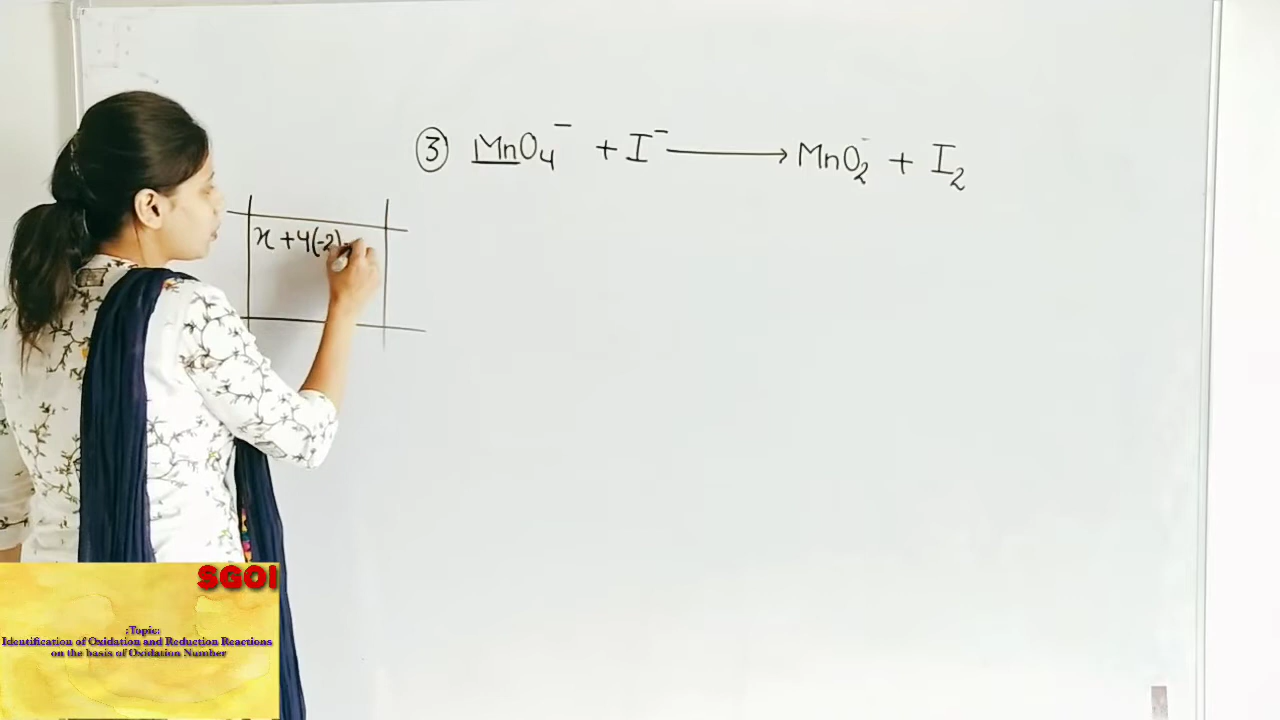 ③ MnO₄⁻ + I⁻ ⟶ MnO₂⁻ + I₂
x + 4(-2) =
SGOI
:Topic:
Identification of Oxidation and Reduction Reactions
on the basis of Oxidation Number